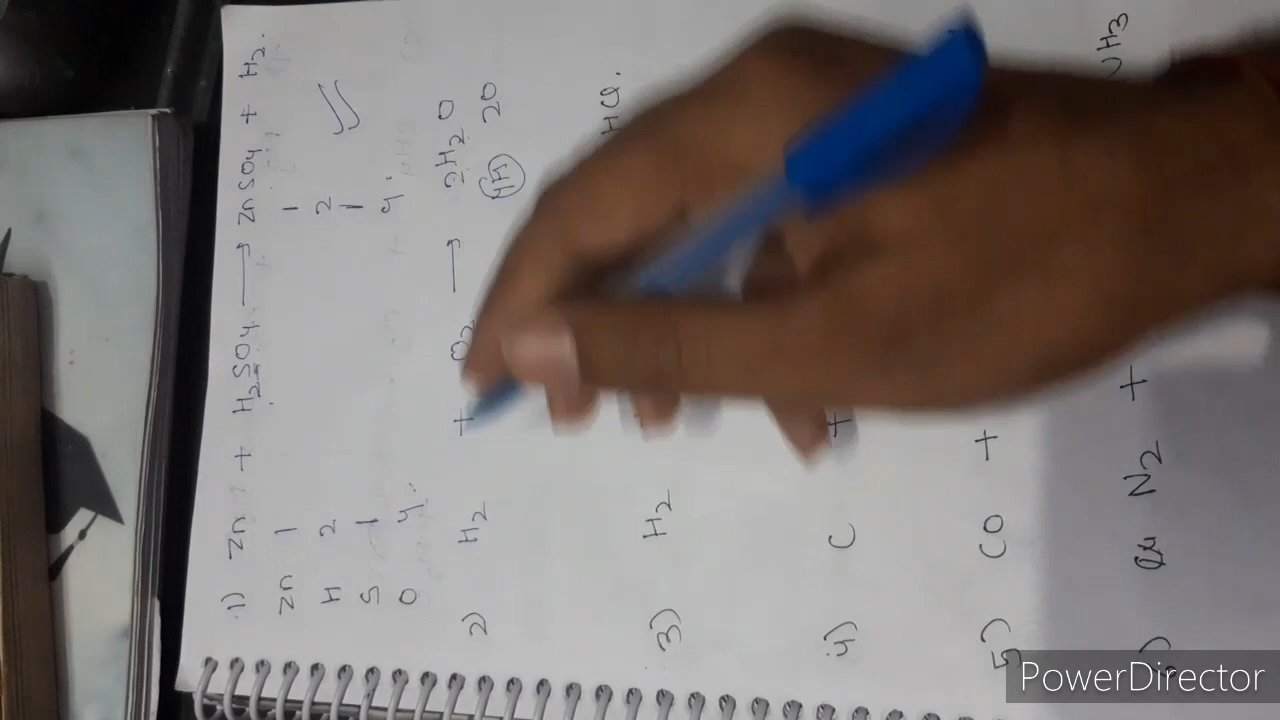 1) Zn + H2SO4 ⟶ ZnSO4 + H2.
Zn 1 1
H 2 2
S 1 1
O 4. 4.
2) H2 + O2 ⟶ 2H2O
4H 2O
3) H2 HCl.
4) C +
5) CO +
N2 + NH3
PowerDirector